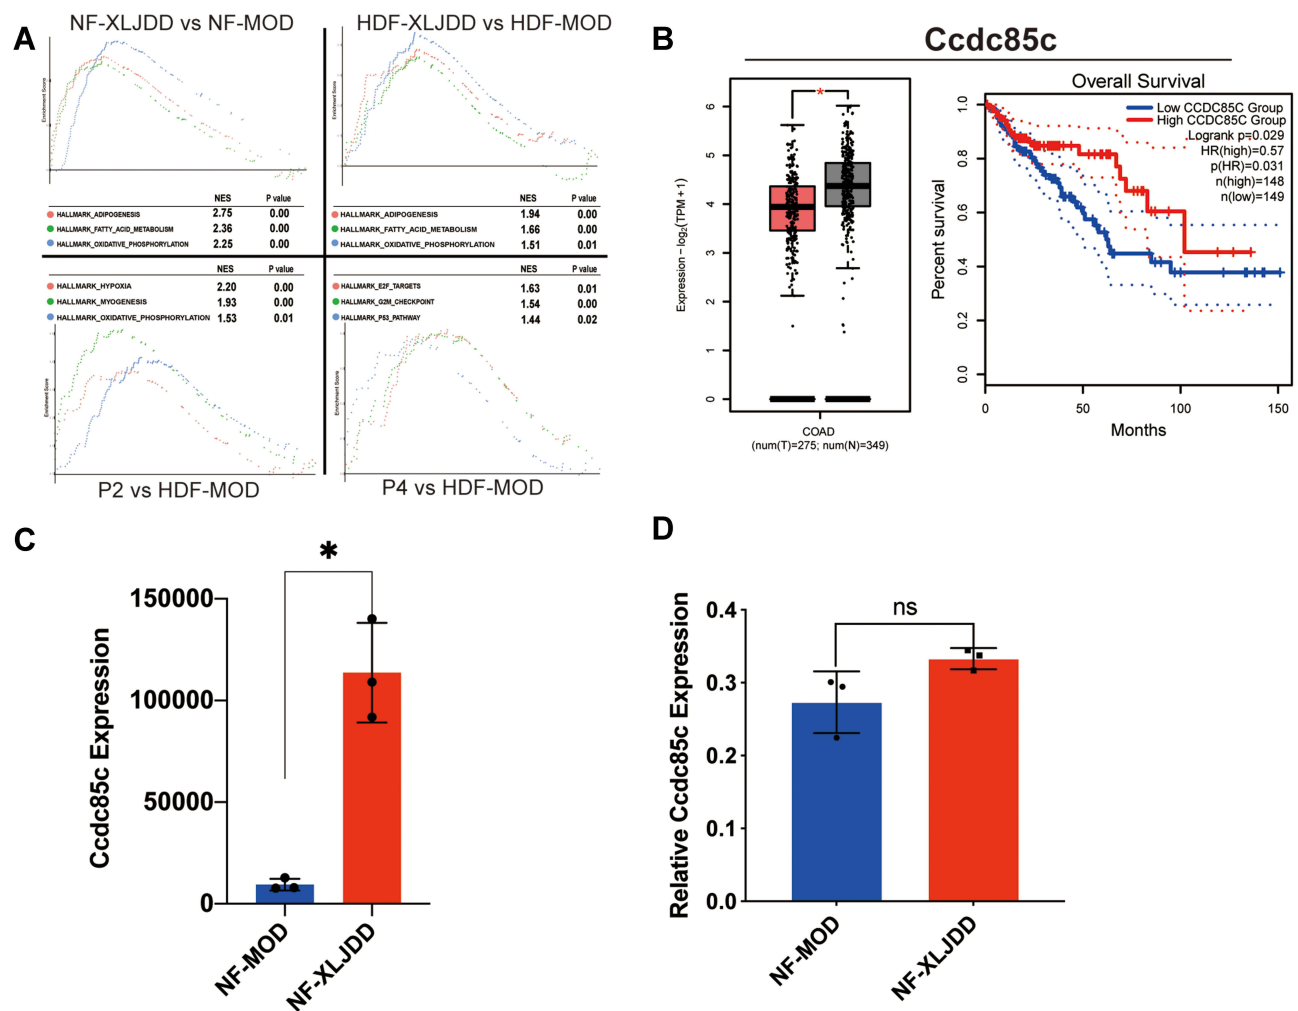 A
NF-XLJDD vs NF-MOD
HDF-XLJDD vs HDF-MOD
Enrichment Score
Enrichment Score
NES P value
HALLMARK_ADIPOGENESIS 2.75 0.00
HALLMARK_FATTY_ACID_METABOLISM 2.36 0.00
HALLMARK_OXIDATIVE_PHOSPHORYLATION 2.25 0.00
NES P value
HALLMARK_ADIPOGENESIS 1.94 0.00
HALLMARK_FATTY_ACID_METABOLISM 1.66 0.00
HALLMARK_OXIDATIVE_PHOSPHORYLATION 1.51 0.01
NES P value
HALLMARK_HYPOXIA 2.20 0.00
HALLMARK_MYOGENESIS 1.93 0.00
HALLMARK_OXIDATIVE_PHOSPHORYLATION 1.53 0.01
NES P value
HALLMARK_E2F_TARGETS 1.63 0.01
HALLMARK_G2M_CHECKPOINT 1.54 0.00
HALLMARK_P53_PATHWAY 1.44 0.02
Enrichment Score
Enrichment Score
P2 vs HDF-MOD
P4 vs HDF-MOD
B
Ccdc85c
Expression − log2(TPM + 1)
6
5
4
3
2
1
0
*
COAD
(num(T)=275; num(N)=349)
Overall Survival
Low CCDC85C Group
High CCDC85C Group
Logrank p=0.029
HR(high)=0.57
p(HR)=0.031
n(high)=148
n(low)=149
Percent survival
1.0
0.8
0.6
0.4
0.2
0.0
0 50 100 150
Months
C
*
Ccdc85c Expression
150000
100000
50000
0
NF-MOD
NF-XLJDD
D
ns
Relative Ccdc85c Expression
0.4
0.3
0.2
0.1
0.0
NF-MOD
NF-XLJDD